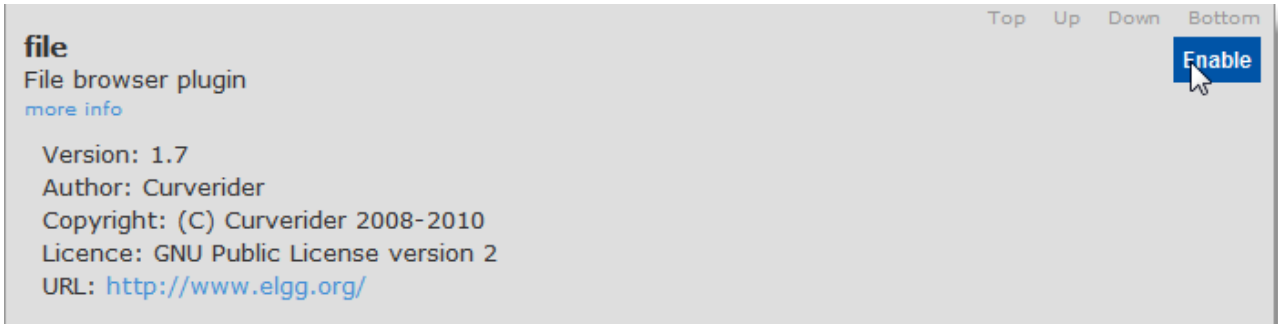 Top Up Down Bottom
file
Enable
File browser plugin
more info
Version: 1.7
Author: Curverider
Copyright: (C) Curverider 2008-2010
Licence: GNU Public License version 2
URL: http://www.elgg.org/